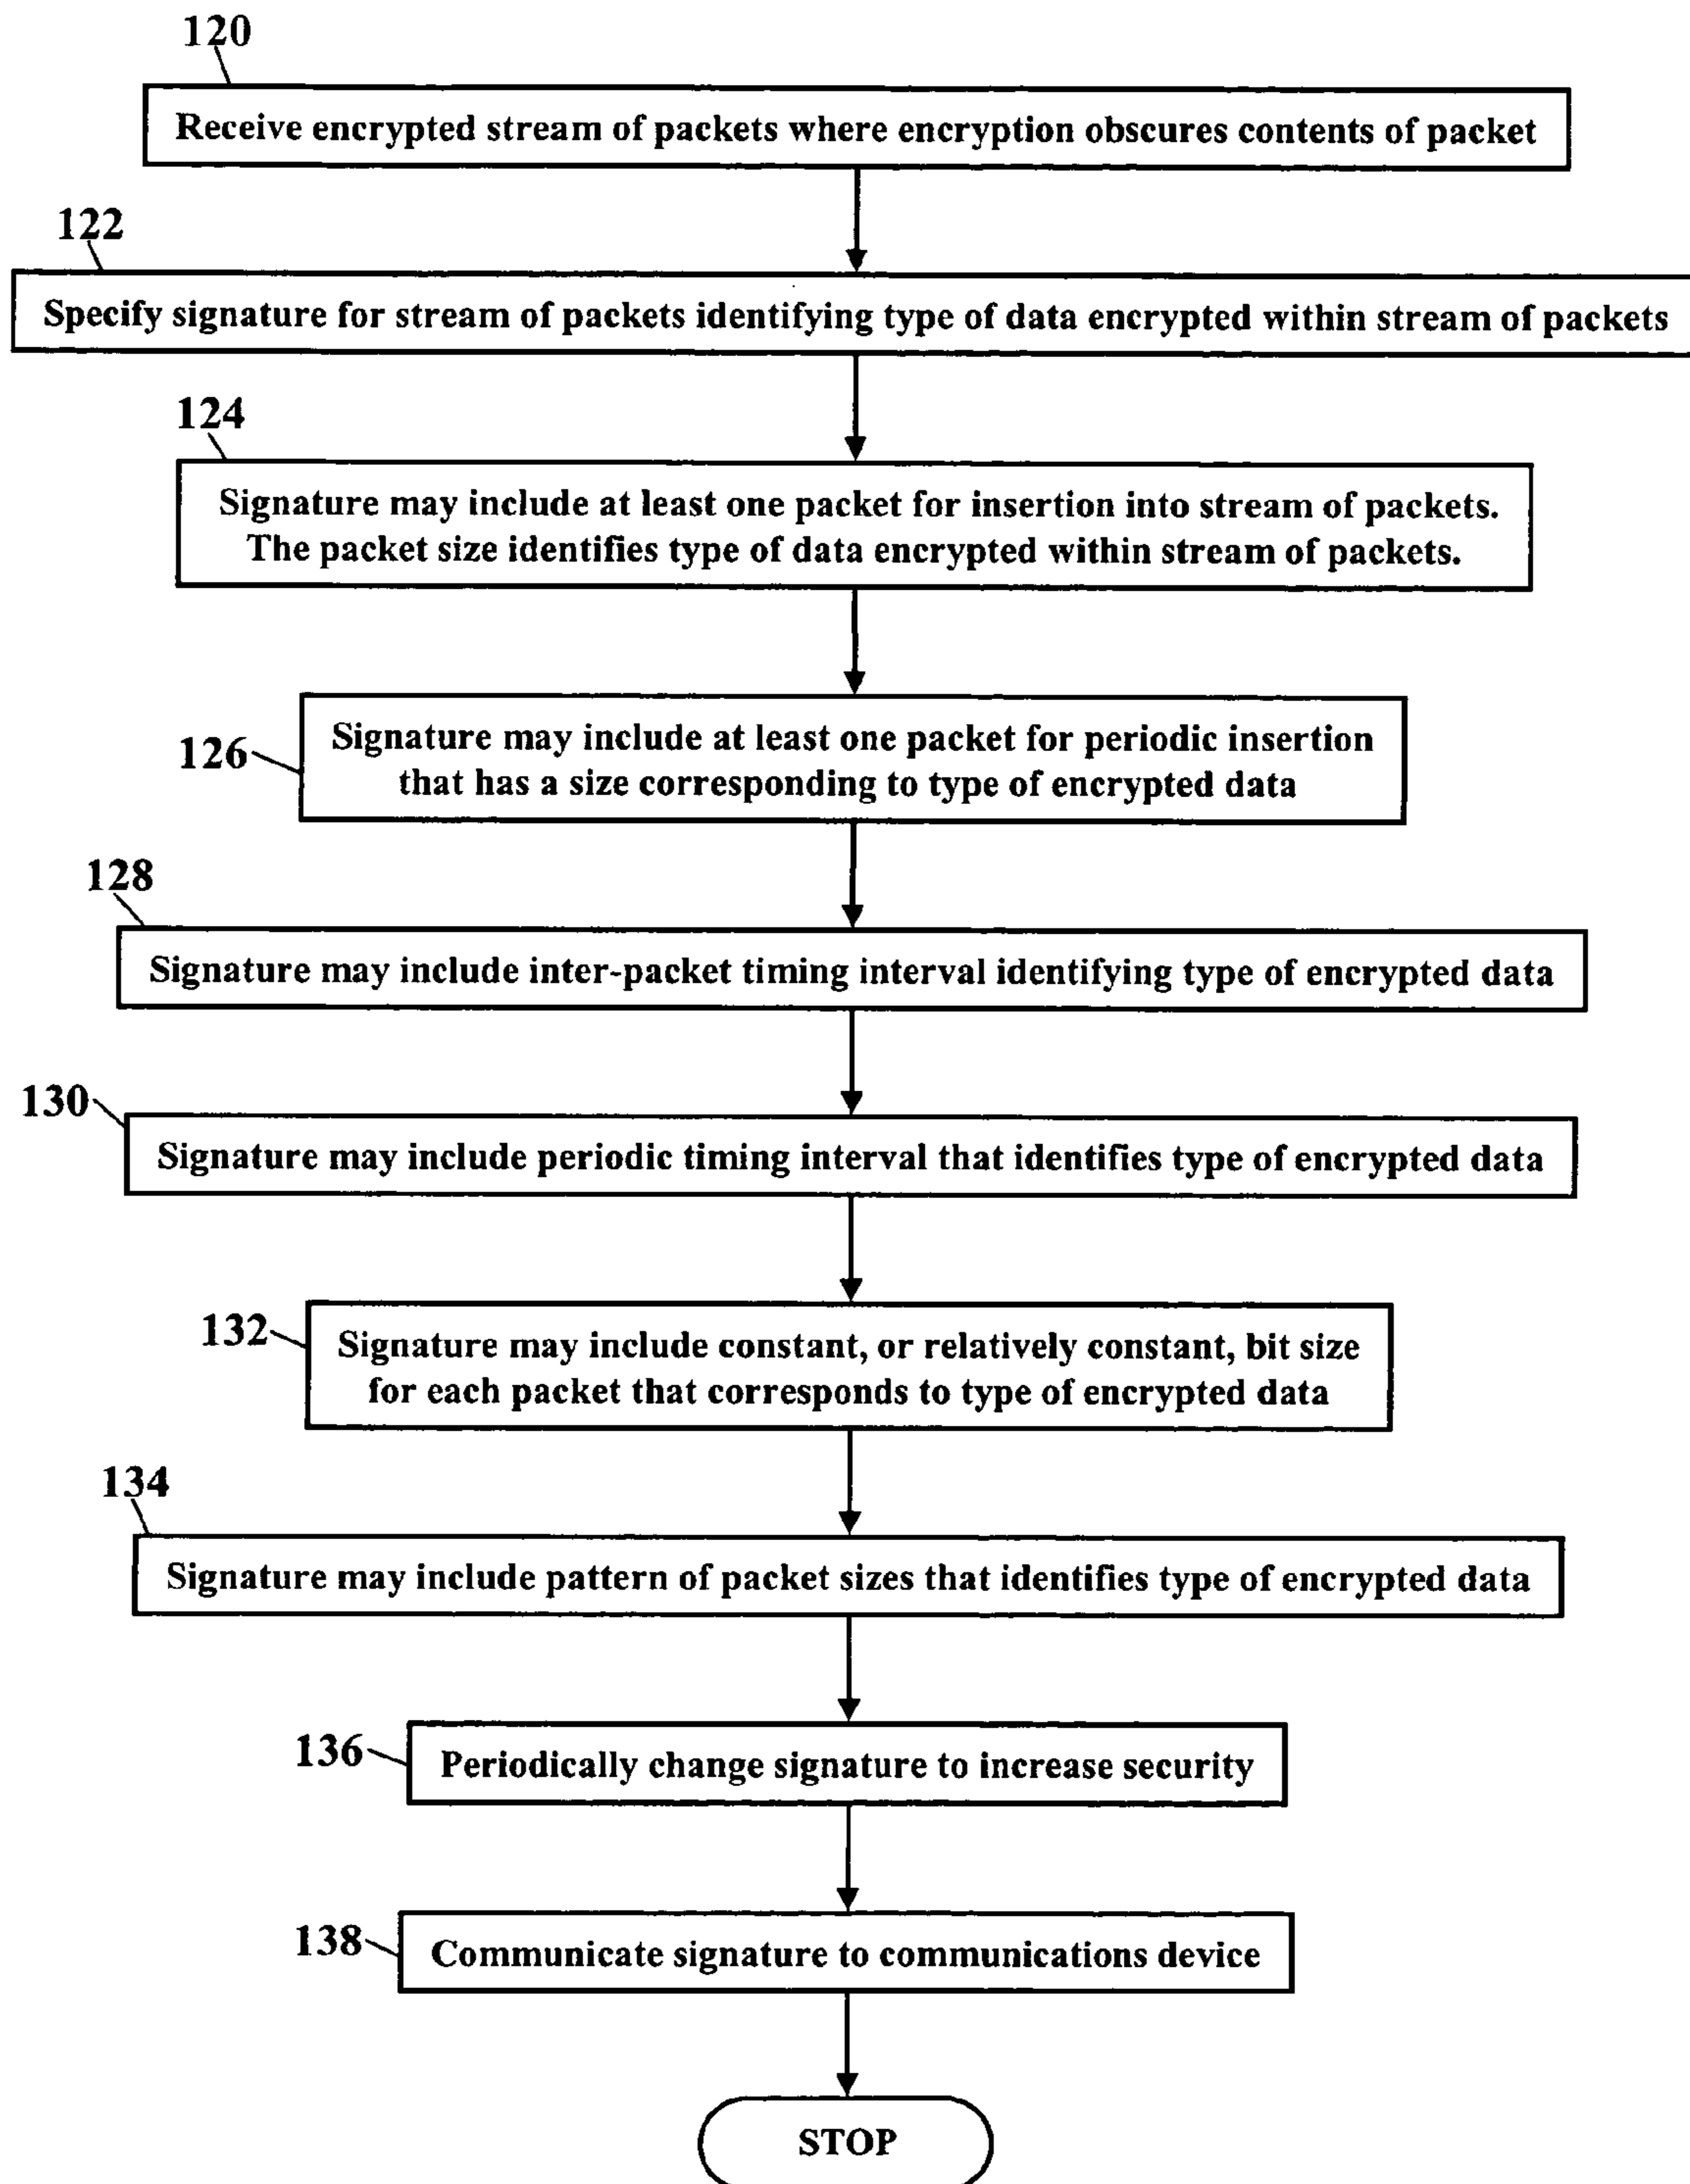 120
Receive encrypted stream of packets where encryption obscures contents of packet
122
Specify signature for stream of packets identifying type of data encrypted within stream of packets
124
Signature may include at least one packet for insertion into stream of packets.
The packet size identifies type of data encrypted within stream of packets.
126
Signature may include at least one packet for periodic insertion
that has a size corresponding to type of encrypted data
128
Signature may include inter-packet timing interval identifying type of encrypted data
130
Signature may include periodic timing interval that identifies type of encrypted data
132
Signature may include constant, or relatively constant, bit size
for each packet that corresponds to type of encrypted data
134
Signature may include pattern of packet sizes that identifies type of encrypted data
136
Periodically change signature to increase security
138
Communicate signature to communications device
STOP